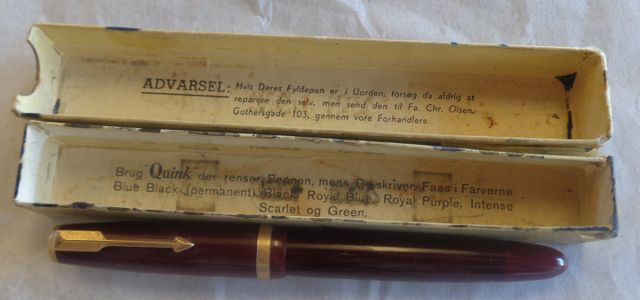 ADVARSEL: Hvis Deres Fyldepen er i Uorden, forsøg da aldrig at
reparere den selv, men send den til Fa. Chr. Olsen,
Gothersgade 103, gennem vore Forhandlere.
Brug "Quink" der renser Pennen, mens De skriver. Faas i Farverne
Blue Black (permanent), Black, Royal Blue, Royal Purple, Intense
Scarlet og Green.